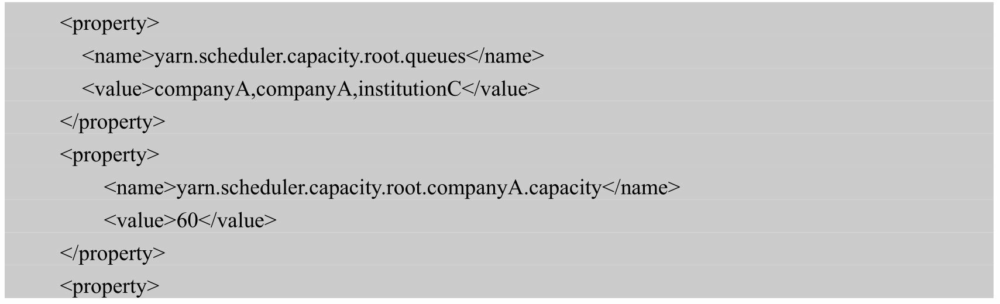 <property>
<name>yarn.scheduler.capacity.root.queues</name>
<value>companyA,companyA,institutionC</value>
</property>
<property>
<name>yarn.scheduler.capacity.root.companyA.capacity</name>
<value>60</value>
</property>
<property>